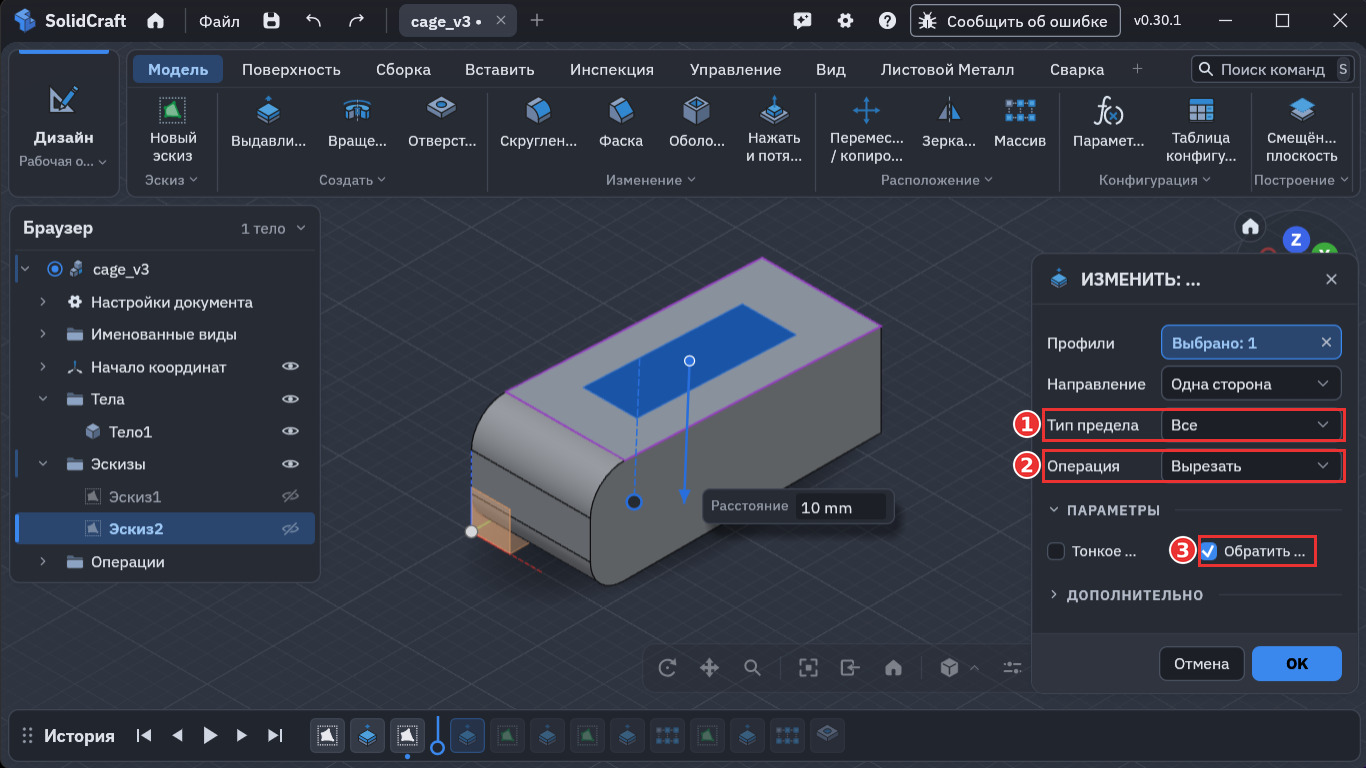 SolidCraft
Файл
cage_v3 •
Сообщить об ошибке
v0.30.1
Дизайн
Рабочая о...
Модель
Поверхность
Сборка
Вставить
Инспекция
Управление
Вид
Листовой Металл
Сварка
Поиск команд
S
Новый
эскиз
Выдавли...
Враще...
Отверст...
Скруглен...
Фаска
Оболо...
Нажать
и потя...
Перемес...
/ копиро...
Зерка...
Массив
Парамет...
Таблица
конфигу...
Смещён...
плоскость
Эскиз
Создать
Изменение
Расположение
Конфигурация
Построение
Браузер
1 тело
cage_v3
Настройки документа
Именованные виды
Начало координат
Тела
Тело1
Эскизы
Эскиз1
Эскиз2
Операции
Z
Расстояние
10 mm
ИЗМЕНИТЬ: ...
Профили
Выбрано: 1
Направление
Одна сторона
1
Тип предела
Все
2
Операция
Вырезать
ПАРАМЕТРЫ
Тонкое ...
3
Обратить ...
ДОПОЛНИТЕЛЬНО
Отмена
OK
История